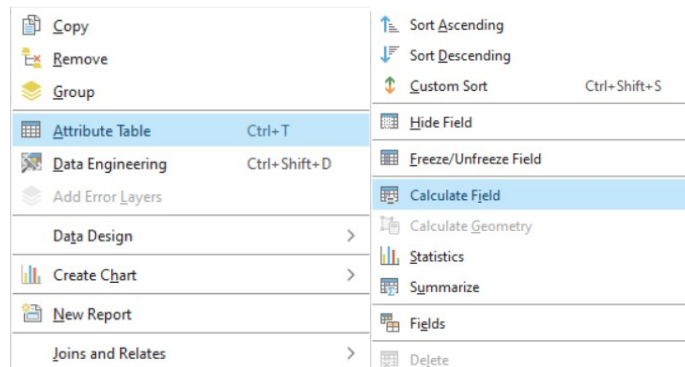 Copy
Remove
Group
Attribute Table Ctrl+T
Data Engineering Ctrl+Shift+D
Add Error Layers
Data Design
Create Chart
New Report
Joins and Relates
Sort Ascending
Sort Descending
Custom Sort Ctrl+Shift+S
Hide Field
Freeze/Unfreeze Field
Calculate Field
Calculate Geometry
Statistics
Summarize
Fields
Delete